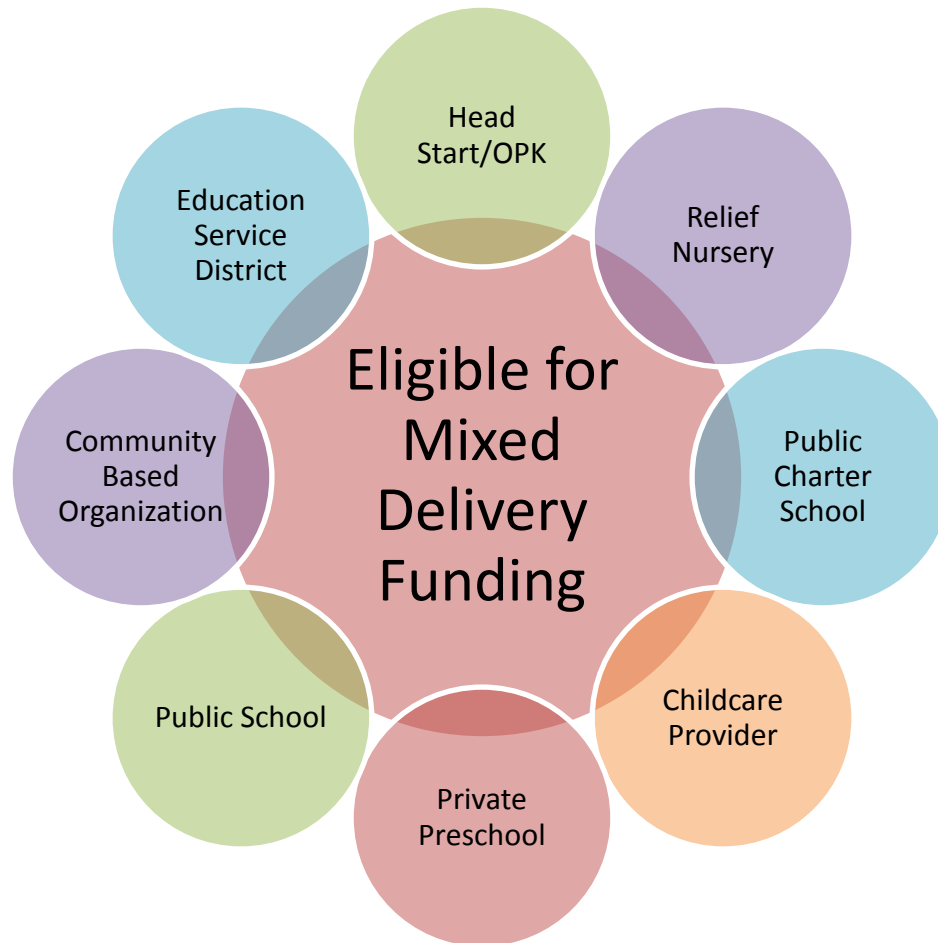 Head
Start/OPK
Relief
Nursery
Public
Charter
School
Childcare
Provider
Private
Preschool
Public School
Community
Based
Organization
Education
Service
District
Eligible for
Mixed
Delivery
Funding